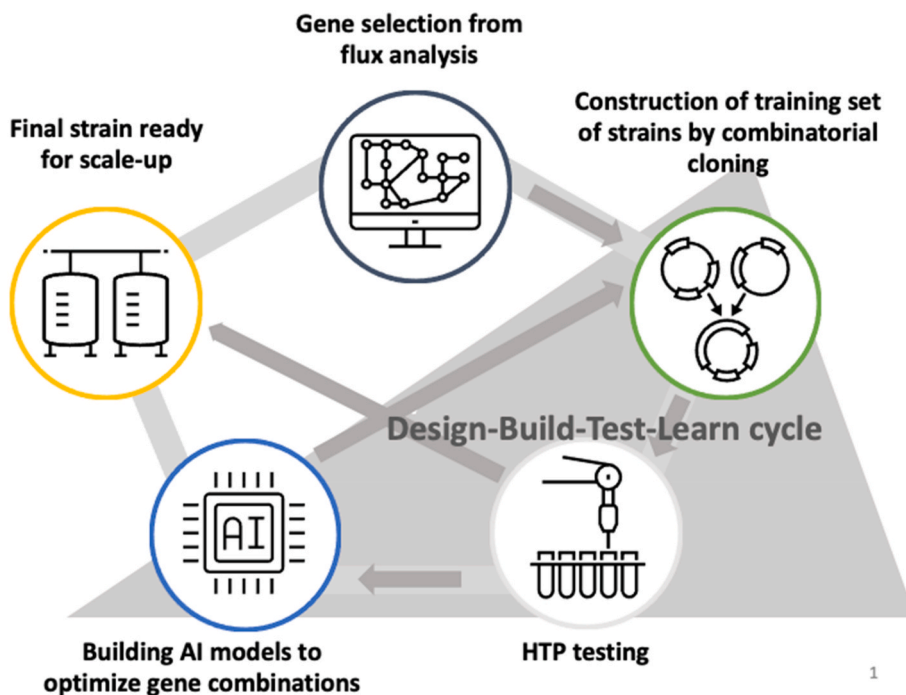 Gene selection from
flux analysis
Construction of training set
of strains by combinatorial
cloning
Final strain ready
for scale-up
Design-Build-Test-Learn cycle
AI
Building AI models to
optimize gene combinations
HTP testing
1